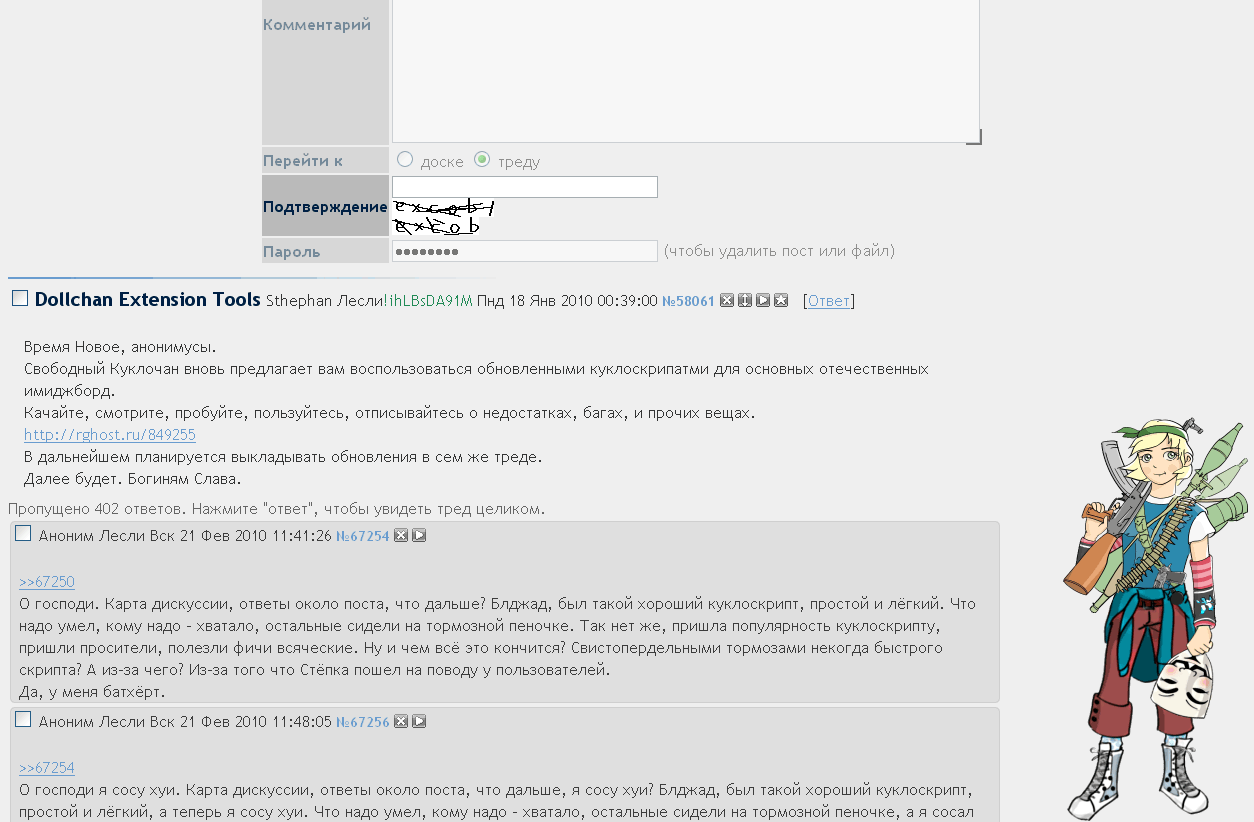 Комментарий
Перейти к доске треду
Подтверждение
Пароль ●●●●●●●● (чтобы удалить пост или файл)
Dollchan Extension Tools Sthephan Лесли!ihLBsDA91M Пнд 18 Янв 2010 00:39:00 №58061 [Ответ]
Время Новое, анонимусы.
Свободный Куклочан вновь предлагает вам воспользоваться обновленными куклоскрипатми для основных отечественных
имиджборд.
Качайте, смотрите, пробуйте, пользуйтесь, отписывайтесь о недостатках, багах, и прочих вещах.
http://rghost.ru/849255
В дальнейшем планируется выкладывать обновления в сем же треде.
Далее будет. Богиням Слава.
Пропущено 402 ответов. Нажмите "ответ", чтобы увидеть тред целиком.
Аноним Лесли Вск 21 Фев 2010 11:41:26 №67254
>>67250
О господи. Карта дискуссии, ответы около поста, что дальше? Блджад, был такой хороший куклоскрипт, простой и лёгкий. Что
надо умел, кому надо - хватало, остальные сидели на тормозной пеночке. Так нет же, пришла популярность куклоскрипту,
пришли просители, полезли фичи всяческие. Ну и чем всё это кончится? Свистопердельными тормозами некогда быстрого
скрипта? А из-за чего? Из-за того что Стёпка пошел на поводу у пользователей.
Да, у меня батхёрт.
Аноним Лесли Вск 21 Фев 2010 11:48:05 №67256
>>67254
О господи я сосу хуи. Карта дискуссии, ответы около поста, что дальше, я сосу хуи? Блджад, был такой хороший куклоскрипт,
простой и лёгкий, а теперь я сосу хуи. Что надо умел, кому надо - хватало, остальные сидели на тормозной пеночке, а я сосал